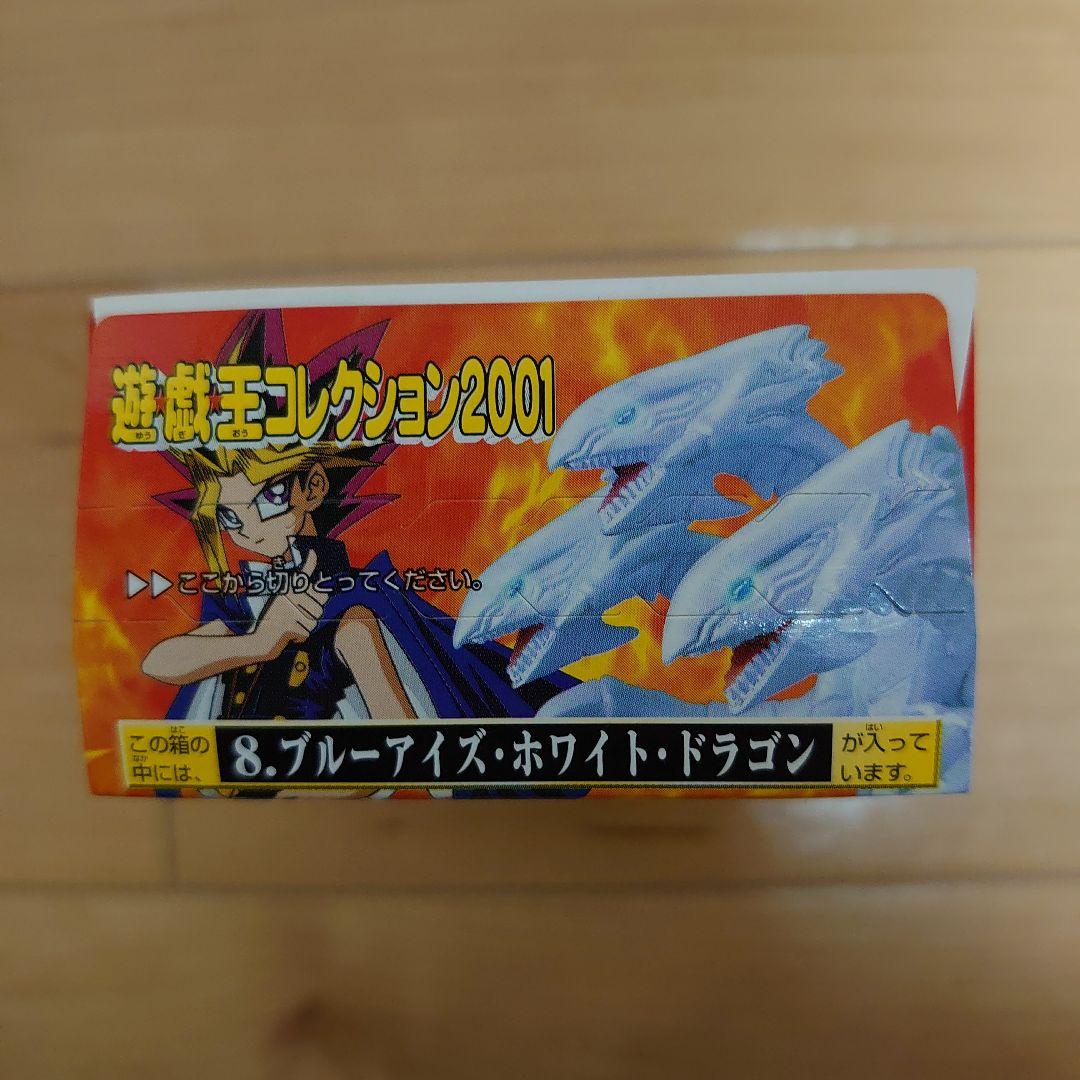 遊戯王コレクション2001
▶▶ここから切りとってください。
この箱の中には、
8.ブルーアイズ・ホワイト・ドラゴン
が入っています。